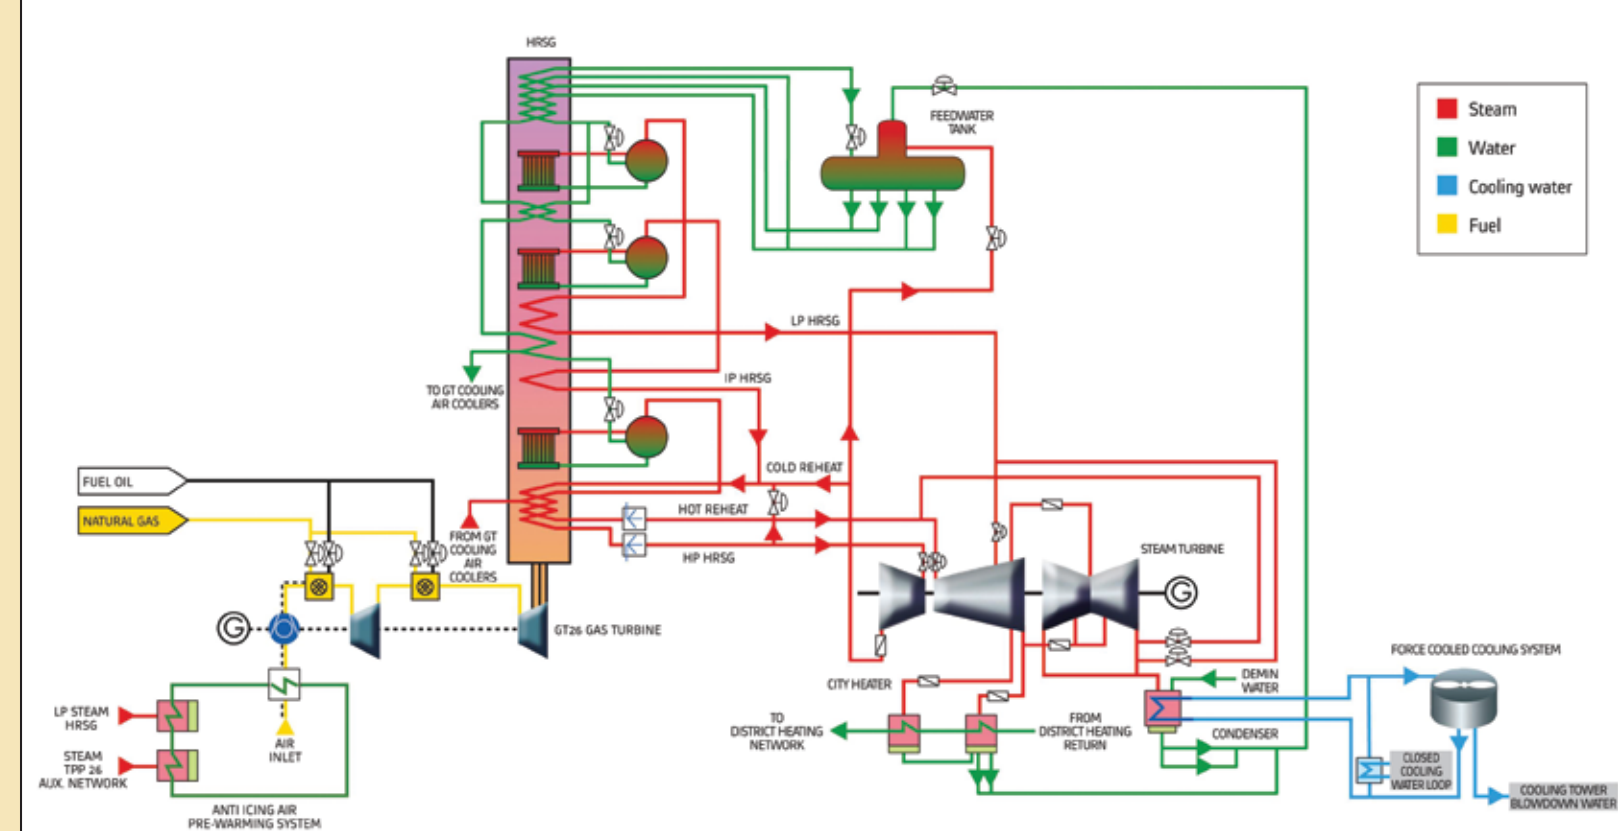 HRSG
FEEDWATER
TANK
Steam
Water
Cooling water
Fuel
LP HRSG
TO GT COOLING
AIR COOLERS
IP HRSG
COLD REHEAT
HOT REHEAT
HP HRSG
FUEL OIL
NATURAL GAS
FROM GT
COOLING
AIR
COOLERS
STEAM TURBINE
G
G
GT26 GAS TURBINE
LP STEAM
HRSG
STEAM
TPP 26
AUX. NETWORK
AIR
INLET
ANTI ICING AIR
PRE-WARMING SYSTEM
CITY HEATER
TO
DISTRICT HEATING
NETWORK
FROM
DISTRICT HEATING
RETURN
DEMIN
WATER
CONDENSER
FORCE COOLED COOLING SYSTEM
CLOSED
COOLING
WATER LOOP
COOLING TOWER
BLOWDOWN WATER